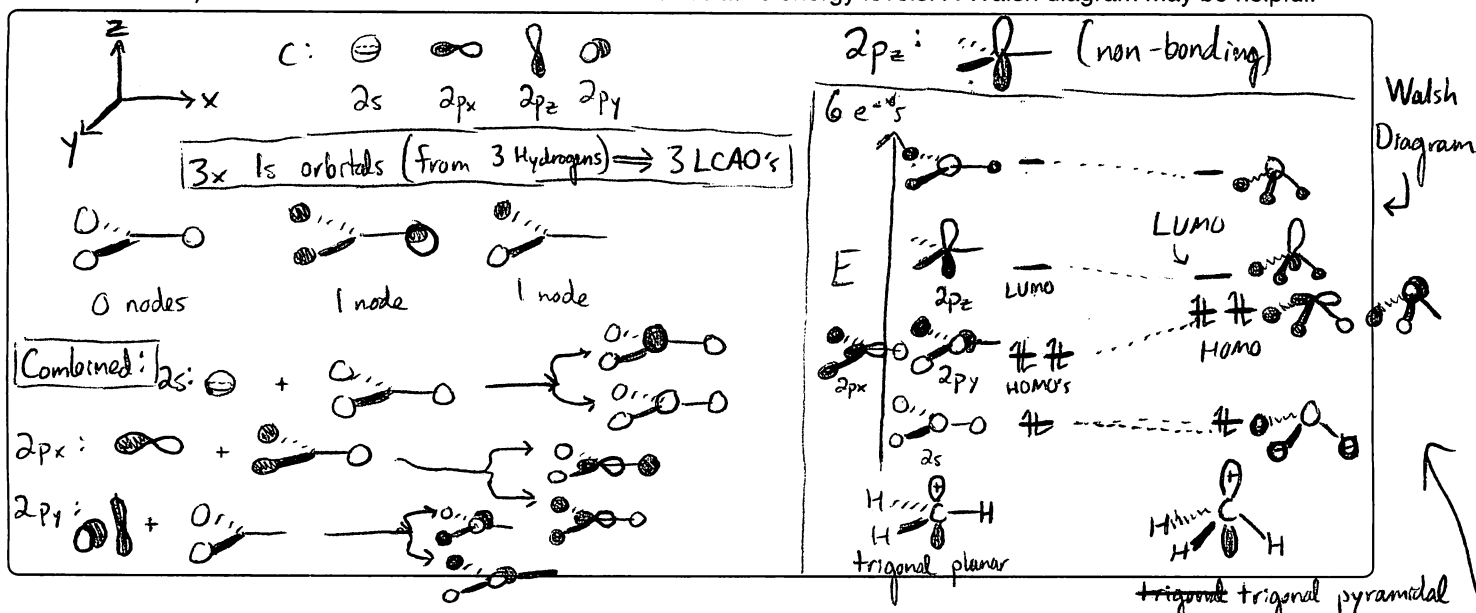 energy levels. A Walsh diagram may be helpful.
z
x
y
C:
2s 2px 2pz 2py
3x 1s orbitals (from 3 Hydrogens) ⟹ 3 LCAO's
0 nodes
1 node
1 node
Combined:
2s: +
2px: +
2py: +
2pz: (non-bonding)
Walsh
Diagram
E
LUMO
2pz LUMO
2px 2py HOMO's
HOMO
2s
H C H
H
trigonal planar
H C H
H
trigonal trigonal pyramidal